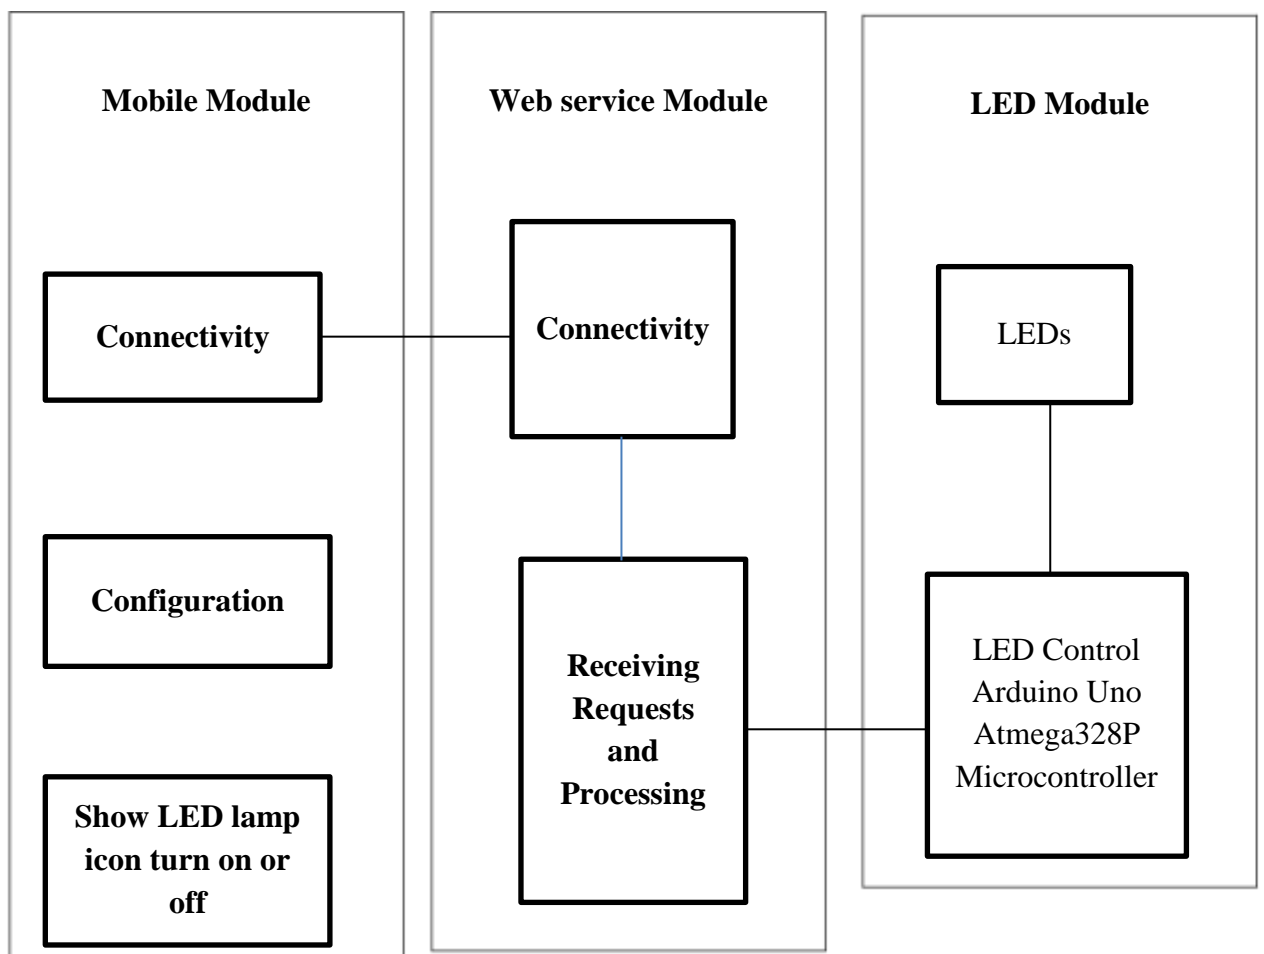 Mobile Module
Connectivity
Configuration
Show LED lamp
icon turn on or
off
Web service Module
Connectivity
Receiving
Requests
and
Processing
LED Module
LEDs
LED Control
Arduino Uno
Atmega328P
Microcontroller